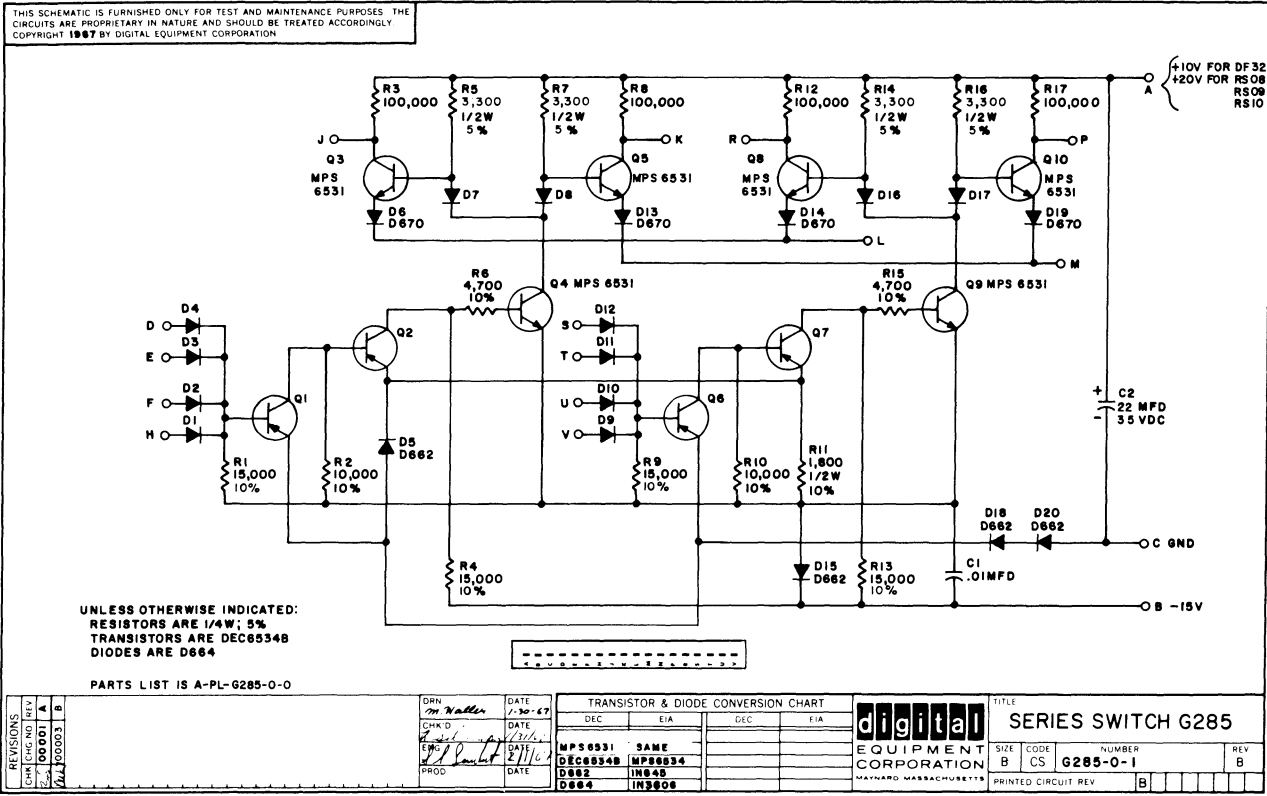 THIS SCHEMATIC IS FURNISHED ONLY FOR TEST AND MAINTENANCE PURPOSES. THE
CIRCUITS ARE PROPRIETARY IN NATURE AND SHOULD BE TREATED ACCORDINGLY.
COPYRIGHT 1967 BY DIGITAL EQUIPMENT CORPORATION
+10V FOR DF32
+20V FOR RS08
RS09
RS10
A
R3
100,000
R5
3,300
1/2W
5%
R7
3,300
1/2W
5%
R8
100,000
R12
100,000
R14
3,300
1/2W
5%
R16
3,300
1/2W
5%
R17
100,000
J
K
R
P
Q3
MPS
6531
Q5
MPS 6531
Q8
MPS
6531
Q10
MPS
6531
D7
D8
D16
D17
D6
D670
D13
D670
D14
D670
D19
D670
L
M
R6
4,700
10%
Q4 MPS 6531
R15
4,700
10%
Q9 MPS 6531
D
D4
E
D3
F
D2
H
D1
Q1
Q2
S
D12
T
D11
U
D10
V
D9
Q6
Q7
D5
D662
R1
15,000
10%
R2
10,000
10%
R9
15,000
10%
R10
10,000
10%
R11
1,800
1/2W
10%
+
-
C2
22 MFD
35 VDC
D18
D662
D20
D662
C GND
R4
15,000
10%
D15
D662
R13
15,000
10%
C1
.01MFD
B -15V
UNLESS OTHERWISE INDICATED:
RESISTORS ARE 1/4W; 5%
TRANSISTORS ARE DEC6534B
DIODES ARE D664
PARTS LIST IS A-PL-G285-0-0
REVISIONS
CHK
CHG NO
REV
00001
A
00003
B
DRN
M. Waller
DATE
1-30-67
CHK'D
DATE
ENG
DATE
PROD
DATE
TRANSISTOR & DIODE CONVERSION CHART
DEC
EIA
DEC
EIA
MPS6531
SAME
DEC6534B
MPS6534
D662
IN645
D664
IN3606
digital
EQUIPMENT
CORPORATION
MAYNARD MASSACHUSETTS
TITLE
SERIES SWITCH G285
SIZE
B
CODE
CS
NUMBER
G285-0-1
REV
B
PRINTED CIRCUIT REV
B